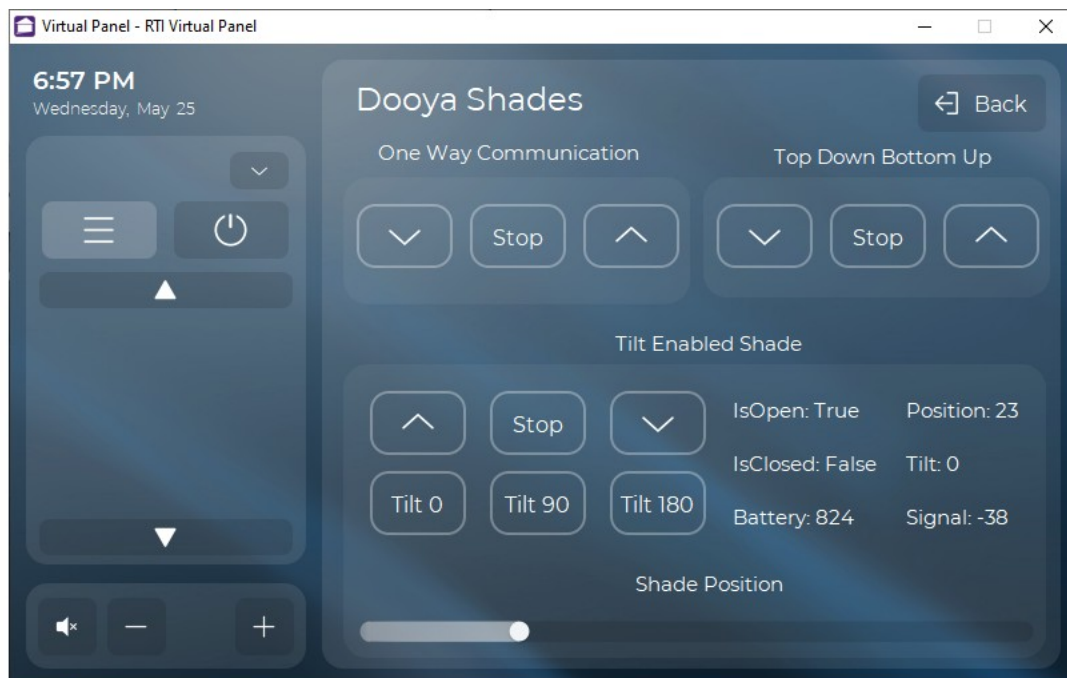 Virtual Panel - RTI Virtual Panel
6:57 PM
Wednesday, May 25
Dooya Shades
Back
One Way Communication
Top Down Bottom Up
Stop
Stop
Tilt Enabled Shade
Stop
IsOpen: True
Position: 23
IsClosed: False
Tilt: 0
Tilt 0
Tilt 90
Tilt 180
Battery: 824
Signal: -38
Shade Position